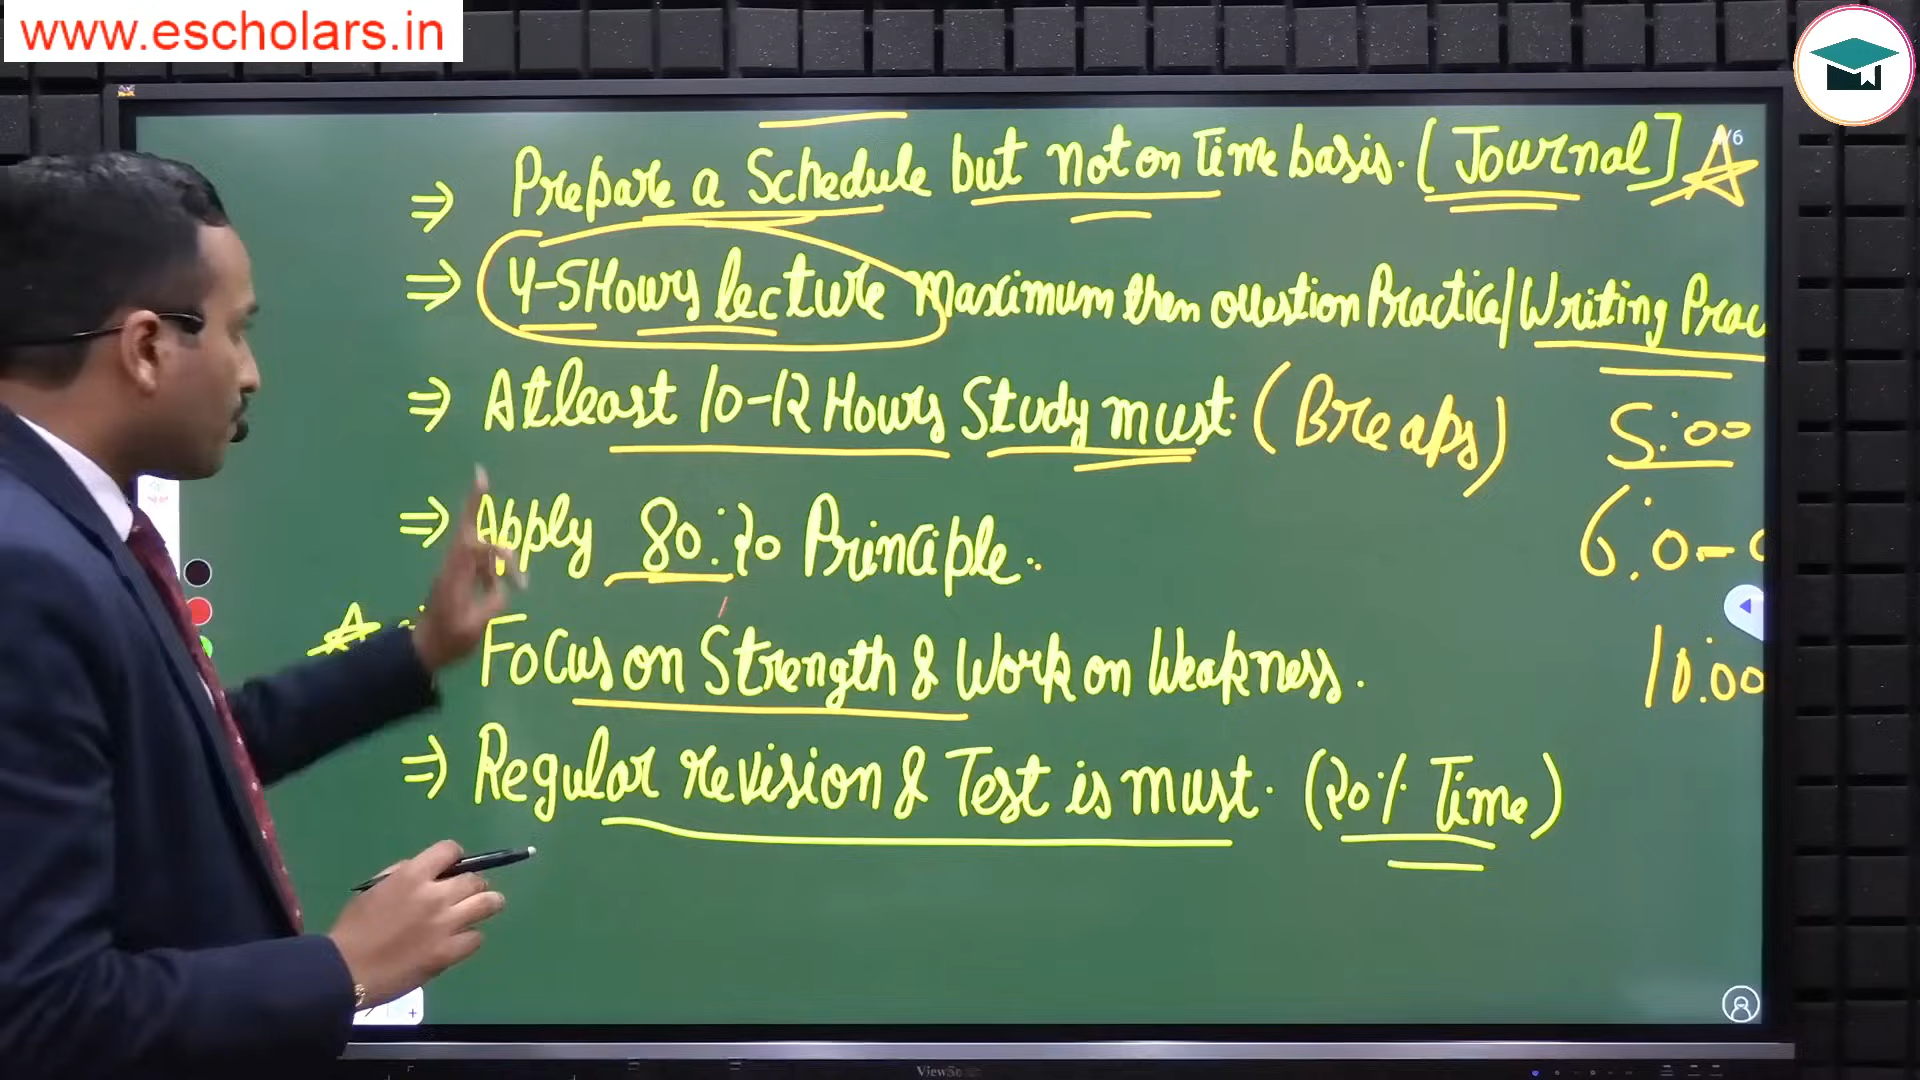 www.escholars.in
⇒ Prepare a Schedule but not on Time basis. (Journal]
⇒ 4-5 Hours lecture Maximum then question Practice/Writing Prac
⇒ Atleast 10-12 Hours Study must. (Breaks)
5:00
⇒ Apply 80:20 Principle.
6:0-0
Focus on Strength & Work on Weakness.
10:00
⇒ Regular revision & Test is must. (20% Time)